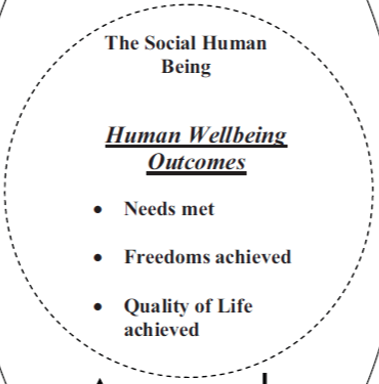 The Social Human
Being
Human Wellbeing
Outcomes
• Needs met
• Freedoms achieved
• Quality of Life
achieved